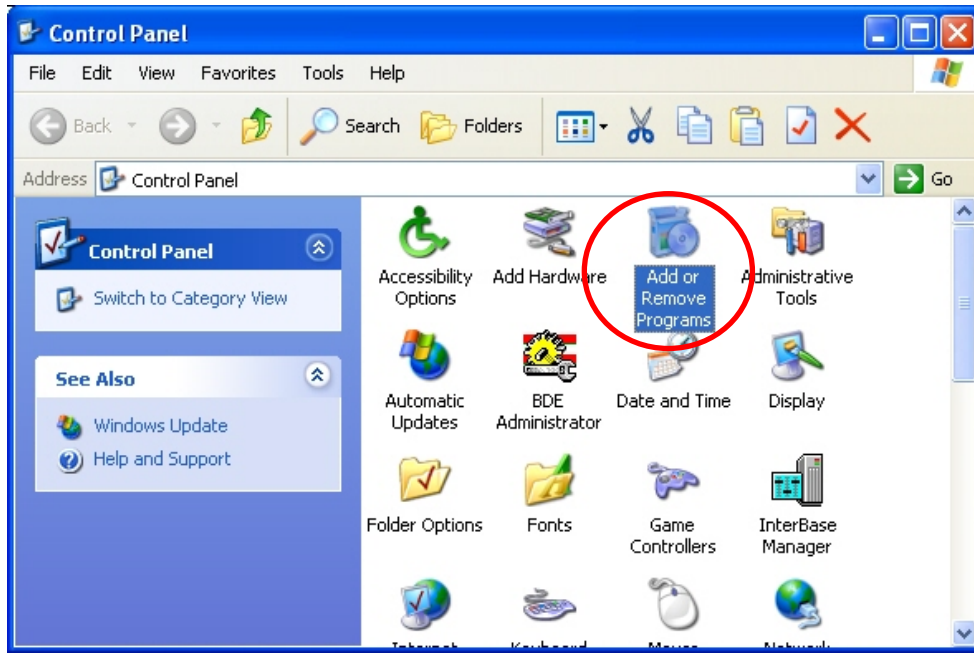 Control Panel
File Edit View Favorites Tools Help
Back Search Folders
Address Control Panel Go
Control Panel
Switch to Category View
See Also
Windows Update
Help and Support
Accessibility Options
Add Hardware
Add or Remove Programs
Administrative Tools
Automatic Updates
BDE Administrator
Date and Time
Display
Folder Options
Fonts
Game Controllers
InterBase Manager